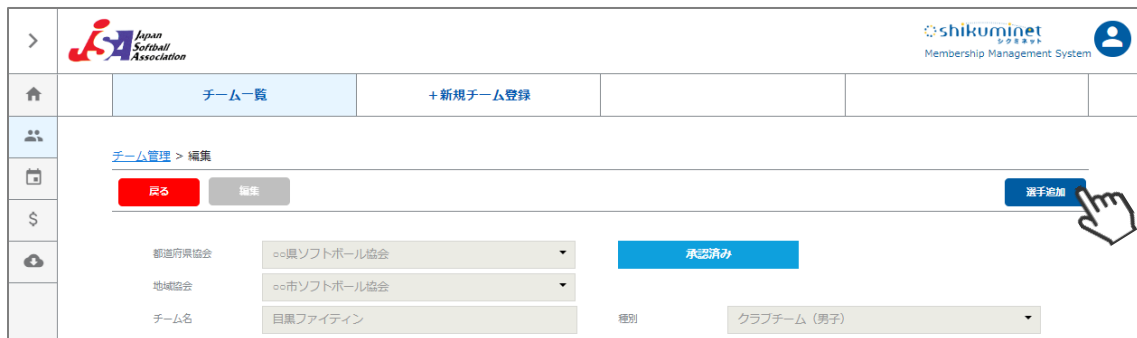 Japan
Softball
Association
shikuminet
シクミネット
Membership Management System
チーム一覧
+新規チーム登録
チーム管理 > 編集
戻る
編集
選手追加
都道府県協会
○○県ソフトボール協会
承認済み
地域協会
○○市ソフトボール協会
チーム名
目黒ファイティン
種別
クラブチーム（男子）